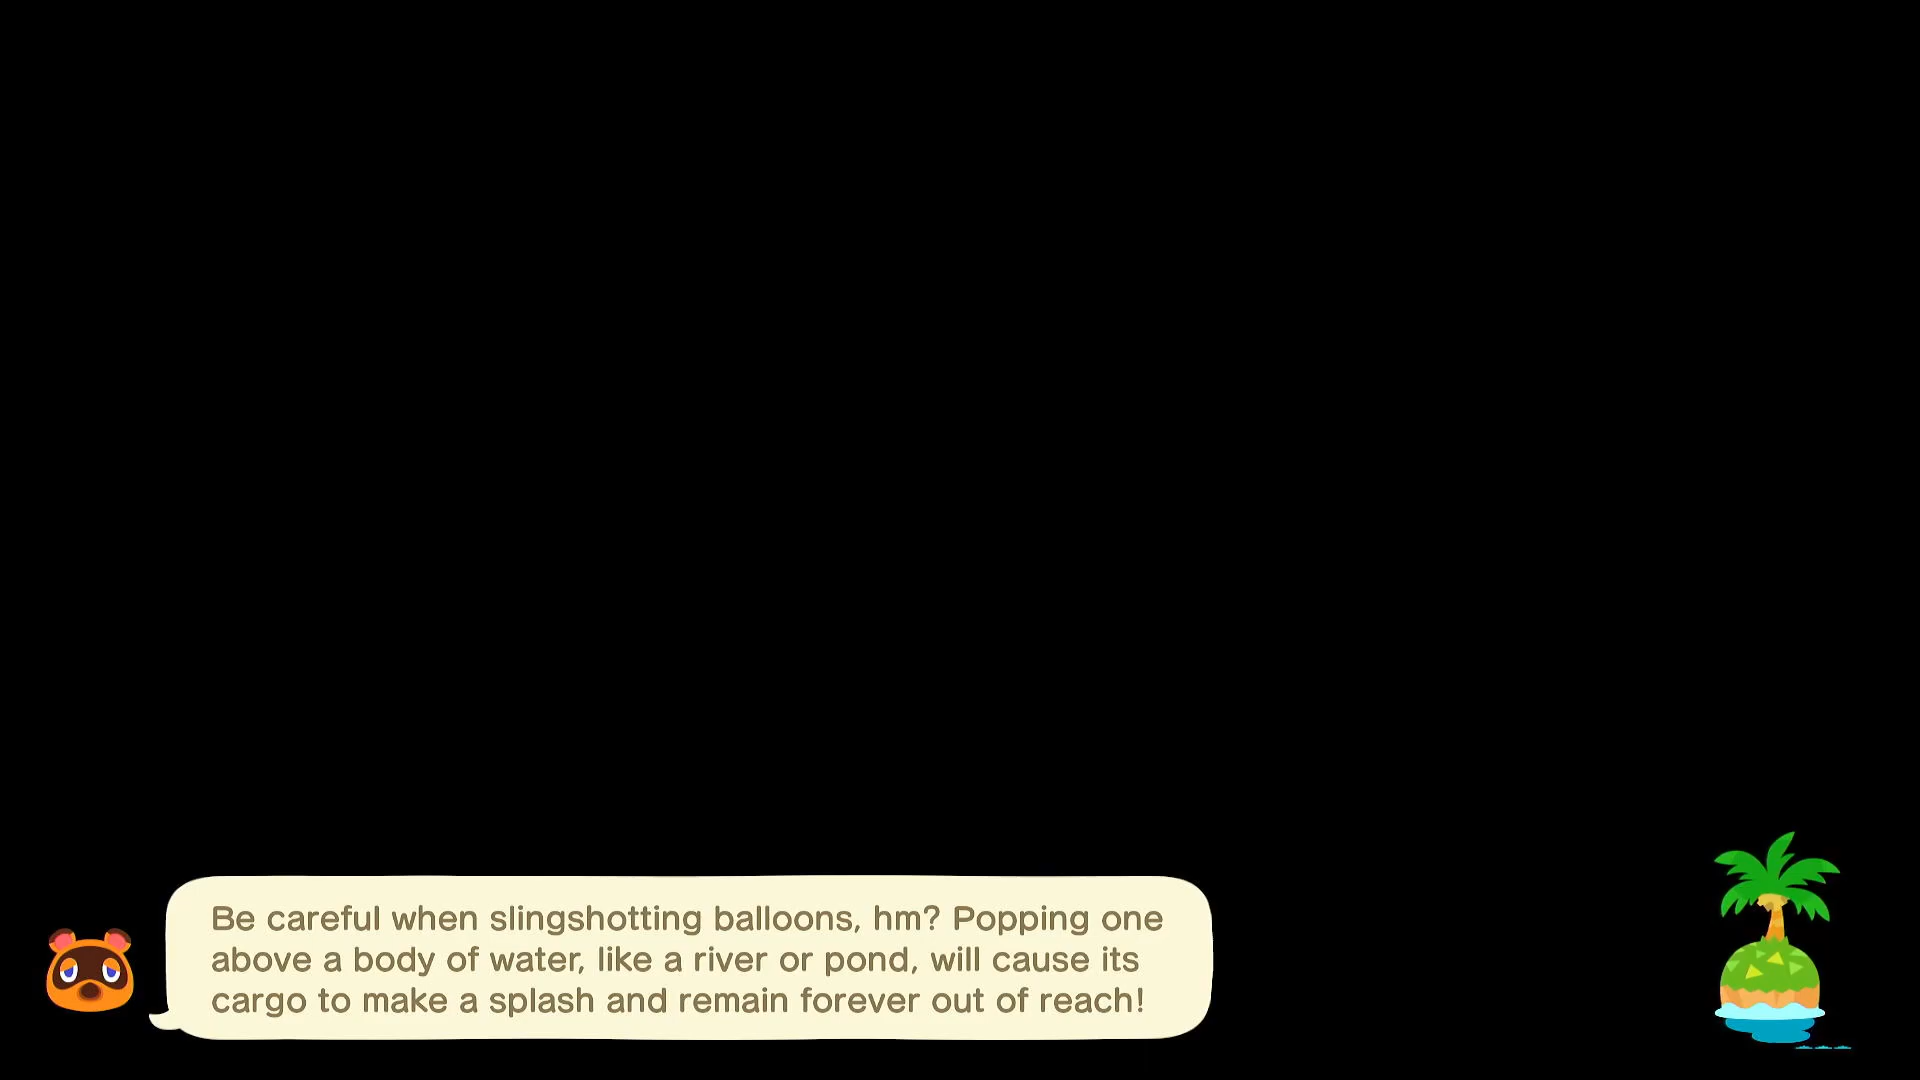 Be careful when slingshotting balloons, hm? Popping one
above a body of water, like a river or pond, will cause its
cargo to make a splash and remain forever out of reach!